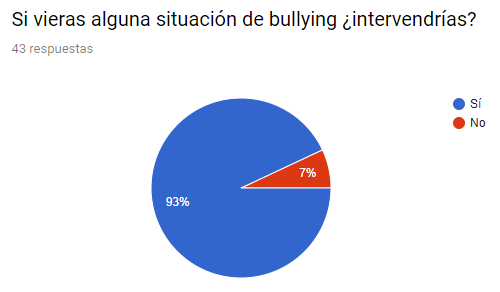 Si vieras alguna situación de bullying ¿intervendrías?
43 respuestas
Sí
No
7%
93%